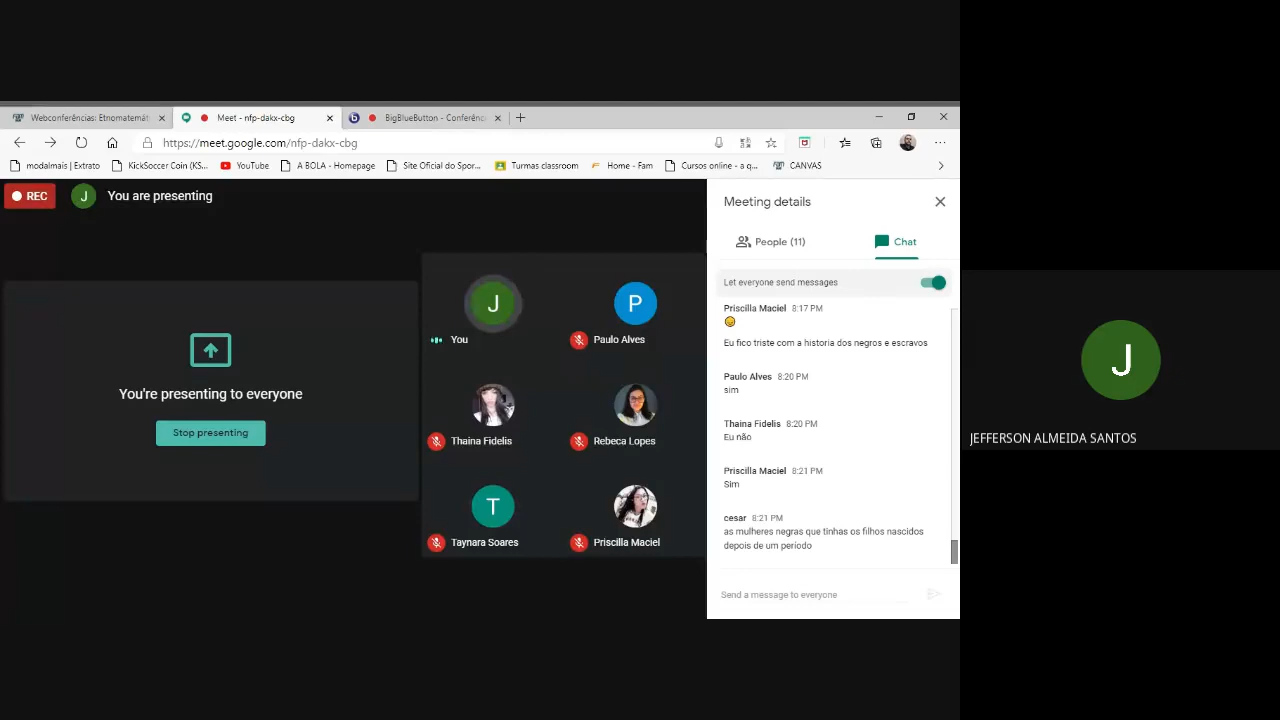 Webconferências: Etnomatemáti
Meet - nfp-dakx-cbg
BigBlueButton - Conferênc
https://meet.google.com/nfp-dakx-cbg
modalmais | Extrato
KickSoccer Coin (KS...
YouTube
A BOLA - Homepage
Site Oficial do Spor...
Turmas classroom
Home - Fam
Cursos online - a q...
CANVAS
REC
J
You are presenting
You're presenting to everyone
Stop presenting
J
You
P
Paulo Alves
Thaina Fidelis
Rebeca Lopes
T
Taynara Soares
Priscilla Maciel
Meeting details
People (11)
Chat
Let everyone send messages
Priscilla Maciel 8:17 PM
Eu fico triste com a historia dos negros e escravos
Paulo Alves 8:20 PM
sim
Thaina Fidelis 8:20 PM
Eu não
Priscilla Maciel 8:21 PM
Sim
cesar 8:21 PM
as mulheres negras que tinhas os filhos nascidos
depois de um periodo
Send a message to everyone
J
JEFFERSON ALMEIDA SANTOS